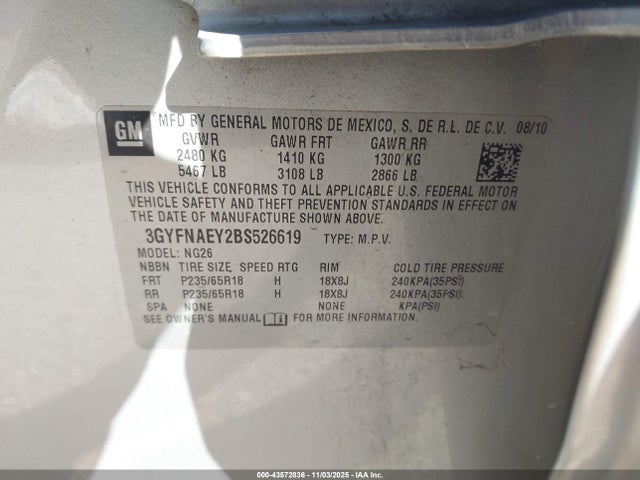 GM
MFD BY GENERAL MOTORS DE MEXICO, S. DE R.L. DE C.V. 08/10
GVWR GAWR FRT GAWR RR
2480 KG 1410 KG 1300 KG
5467 LB 3108 LB 2866 LB
THIS VEHICLE CONFORMS TO ALL APPLICABLE U.S. FEDERAL MOTOR
VEHICLE SAFETY AND THEFT PREVENTION STANDARDS IN EFFECT ON THE
DATE OF MANUFACTURE SHOWN ABOVE.
3GYFNAEY2BS526619 TYPE: M.P.V.
MODEL: NG26
NBBN TIRE SIZE SPEED RTG RIM COLD TIRE PRESSURE
FRT P235/65R18 H 18X8J 240KPA(35PSI)
RR P235/65R18 H 18X8J 240KPA(35PSI)
SPA NONE NONE KPA(PSI)
SEE OWNER'S MANUAL FOR MORE INFORMATION.
000-43572836 - 11/03/2025 - IAAI.CA